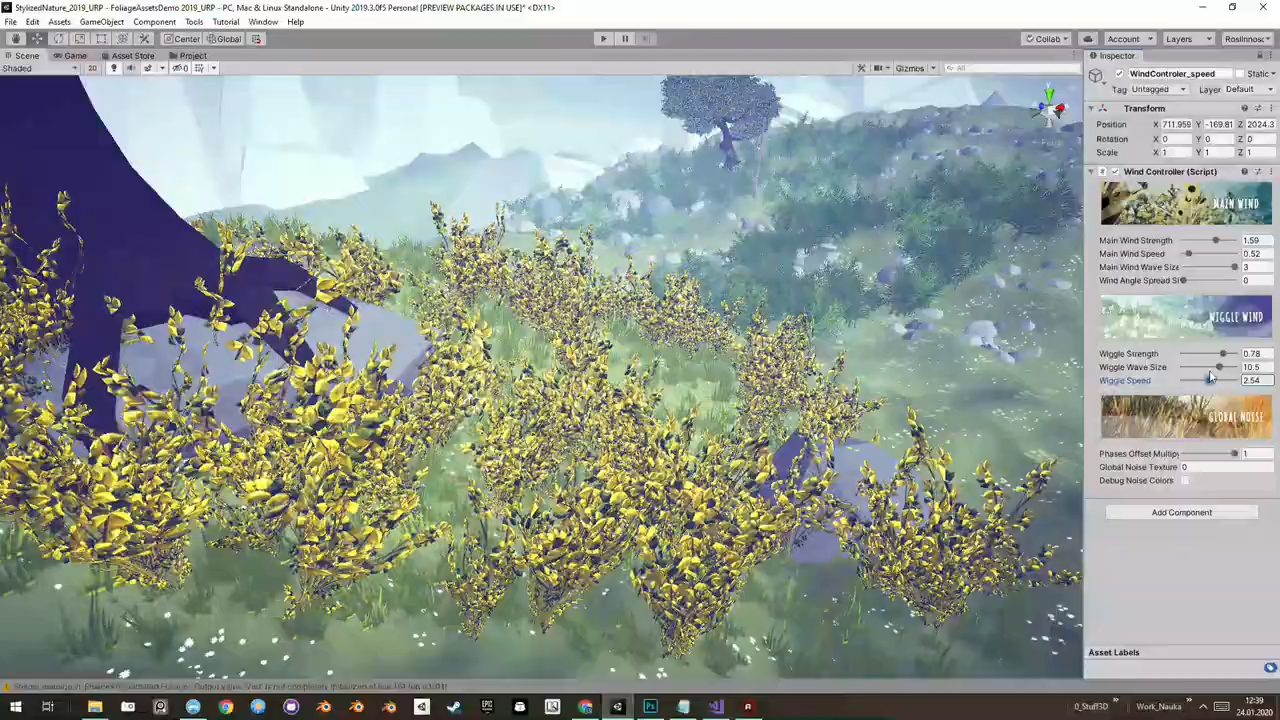 StylizedNature_2019_URP - FoliageAssetsDemo 2019_URP - PC, Mac & Linux Standalone - Unity 2019.3.0f5 Personal [PREVIEW PACKAGES IN USE]* <DX11>
File Edit Assets GameObject Component Tools Tutorial Window Help
Center Global Collab Account Layers RoslInnos
Scene Game Asset Store Project
Shaded 20 0 Gizmos All
Inspector
WindControler_speed Static
Tag Untagged Layer Default
Transform
Position X 711.959 Y -169.81 Z 2024.3
Rotation X 0 Y 0 Z 0
Scale X 1 Y 1 Z 1
Wind Controller (Script)
MAIN WIND
Main Wind Strength 1.59
Main Wind Speed 0.52
Main Wind Wave Size 3
Wind Angle Spread Si 0
WIGGLE WIND
Wiggle Strength 0.78
Wiggle Wave Size 10.5
Wiggle Speed 2.54
GLOBAL NOISE
Phases Offset Multipy 1
Global Noise Texture 0
Debug Noise Colors
Add Component
Asset Labels
0_Stuff3D Work_Nauka 12:39
24.01.2020